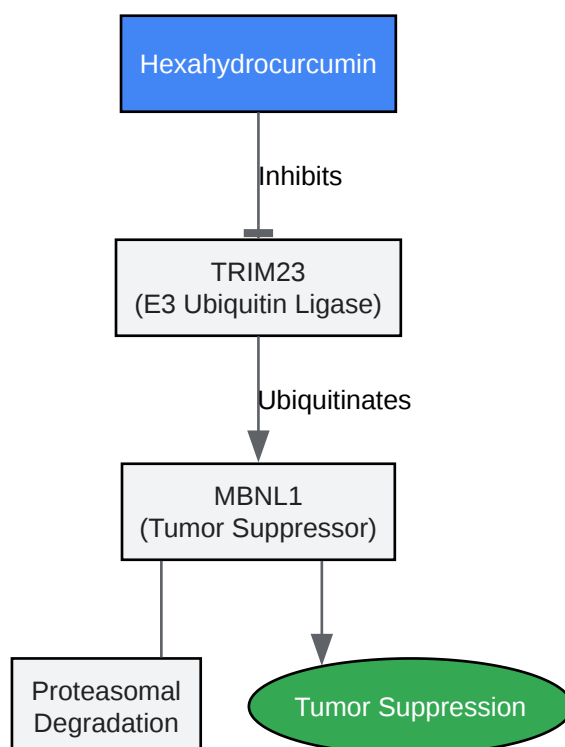 Hexahydrocurcumin
Inhibits
TRIM23
(E3 Ubiquitin Ligase)
Ubiquitinates
MBNL1
(Tumor Suppressor)
Proteasomal
Degradation
Tumor Suppression